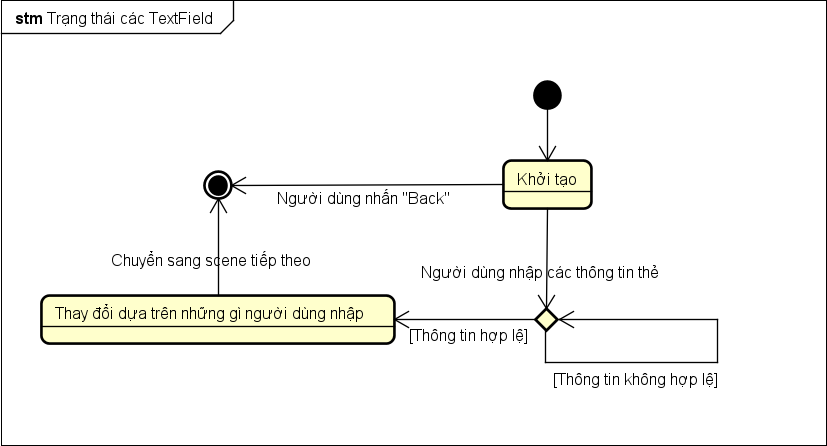 stm Trạng thái các TextField
Khởi tạo
Người dùng nhấn "Back"
Chuyển sang scene tiếp theo
Người dùng nhập các thông tin thẻ
Thay đổi dựa trên những gì người dùng nhập
[Thông tin hợp lệ]
[Thông tin không hợp lệ]